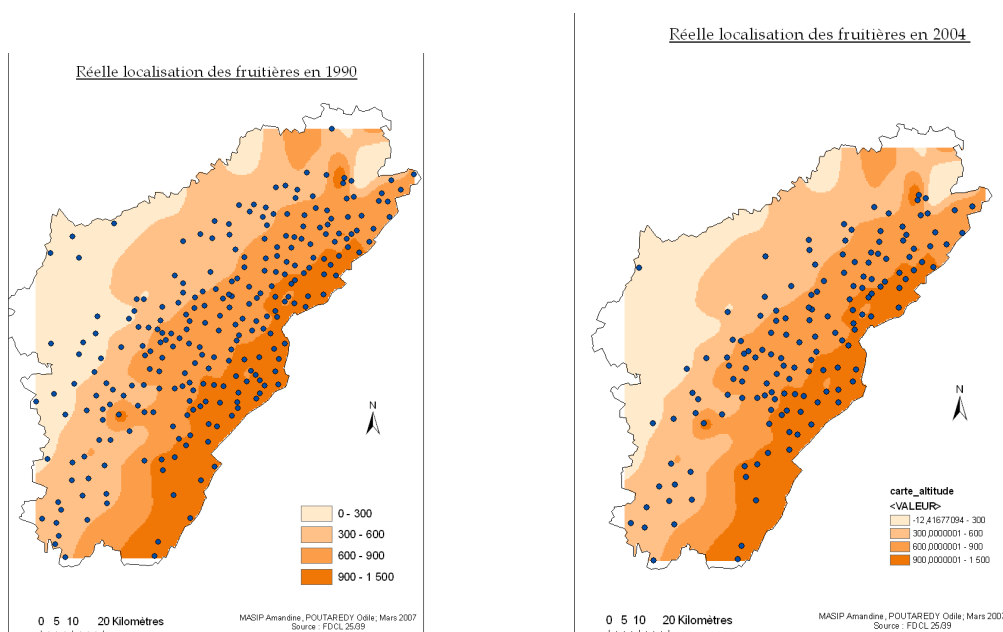 Réelle localisation des fruitières en 1990
N
0 - 300
300 - 600
600 - 900
900 - 1 500
0 5 10 20 Kilomètres
MASIP Amandine, POUTAREDY Odile; Mars 2007
Source : FDCL 25/39
Réelle localisation des fruitières en 2004
N
carte_altitude
<VALEUR>
-12,41677094 - 300
300,0000001 - 600
600,0000001 - 900
900,0000001 - 1 500
0 5 10 20 Kilomètres
MASIP Amandine, POUTAREDY Odile; Mars 2007
Source : FDCL 25/39